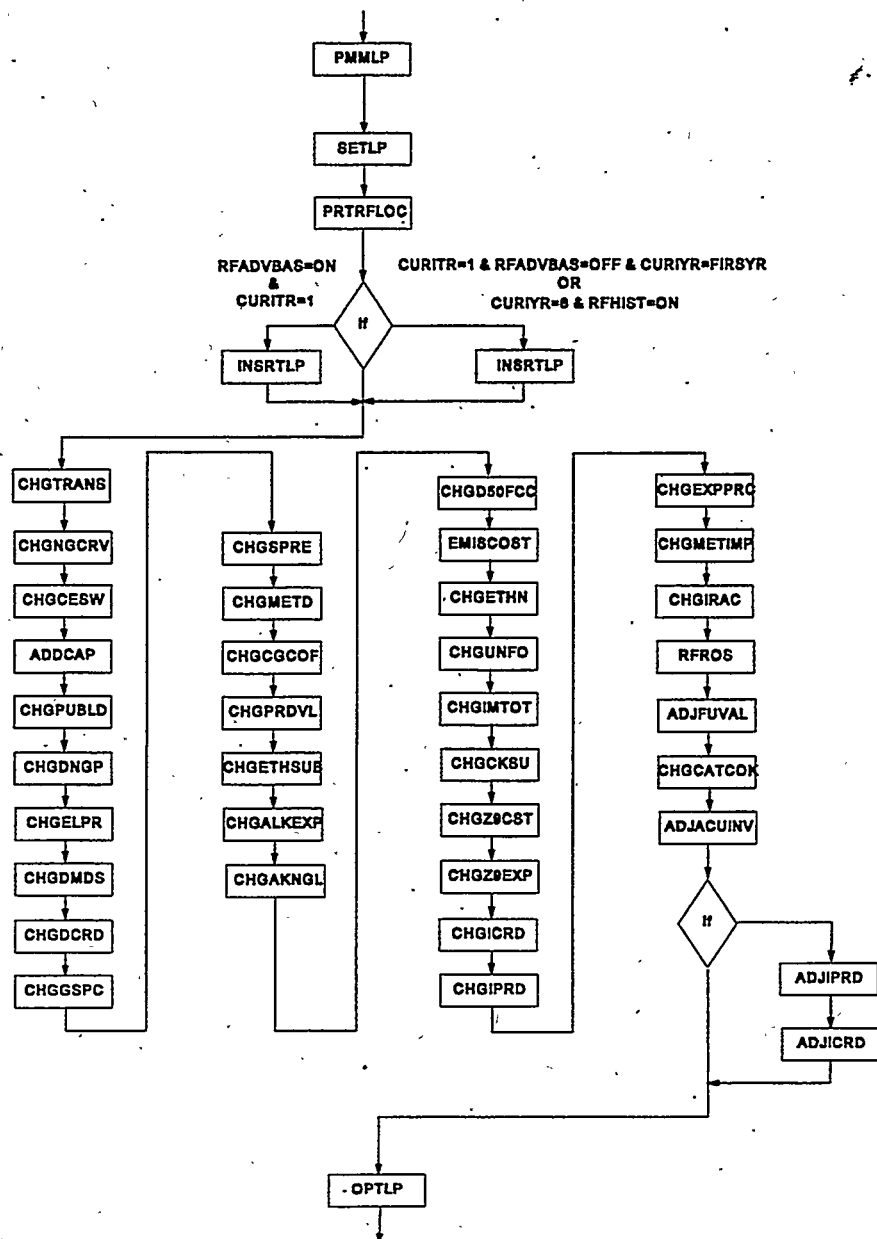 PMMLP
SETLP
PRTRFLOC
RFADVBAS=ON
&
CURITR=1
CURITR=1 & RFADVBAS=OFF & CURIYR=FIRSYR
OR
CURIYR=6 & RFHIST=ON
If
INSRTLP
INSRTLP
CHGTRANS
CHGNGCRV
CHGCESW
ADDCAP
CHGPUBLD
CHGDNGP
CHGELPR
CHGDMDS
CHGDCRD
CHGGSPC
CHGSPRE
CHGMETD
CHGCGCOF
CHGPRDVL
CHGETHSUB
CHGALKEXP
CHGAKNGL
CHGD50FCC
EMISCOST
CHGETHN
CHGUNFO
CHGIMTOT
CHGCKSU
CHGZ9CST
CHGZ9EXP
CHGICRD
CHGIPRD
CHGEXPPRC
CHGMETIMP
CHGIRAC
RFROS
ADJFUVAL
CHGCATCOK
ADJACUINV
If
ADJIPRD
ADJICRD
OPTLP